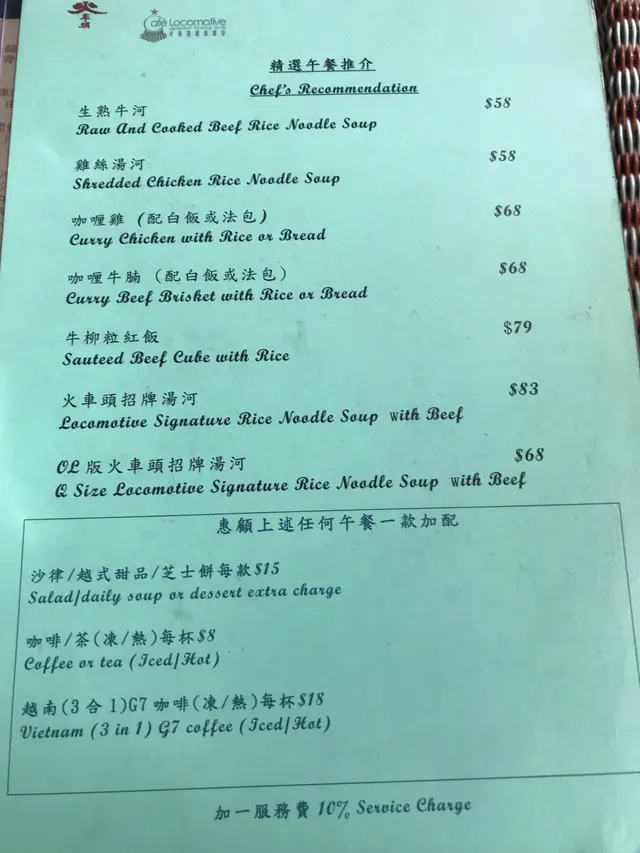 火車頭
Café Locomotive
精選午餐推介
Chef's Recommendation
生熟牛河 $58
Raw And Cooked Beef Rice Noodle Soup
雞絲湯河 $58
Shredded Chicken Rice Noodle Soup
咖喱雞 (配白飯或法包) $68
Curry Chicken with Rice or Bread
咖喱牛腩 (配白飯或法包) $68
Curry Beef Brisket with Rice or Bread
牛柳粒紅飯 $79
Sauteed Beef Cube with Rice
火車頭招牌湯河 $83
Locomotive Signature Rice Noodle Soup with Beef
OL 版火車頭招牌湯河 $68
Q Size Locomotive Signature Rice Noodle Soup with Beef
惠顧上述任何午餐一款加配
沙律/越式甜品/芝士餅每款$15
Salad/daily soup or dessert extra charge
咖啡/茶(凍/熱)每杯$8
Coffee or tea (Iced/Hot)
越南(3 合 1)G7 咖啡(凍/熱)每杯$18
Vietnam (3 in 1) G7 coffee (Iced/Hot)
加一服務費 10% Service Charge